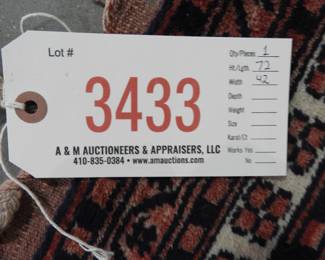 Lot #
3433
A & M AUCTIONEERS & APPRAISERS, LLC
410-835-0384 • www.amauctions.com
Qty/Pieces 1
Ht/Lgth 72
Width 42
Depth
Weight
Size
Karat/Ct
Works Yes
No